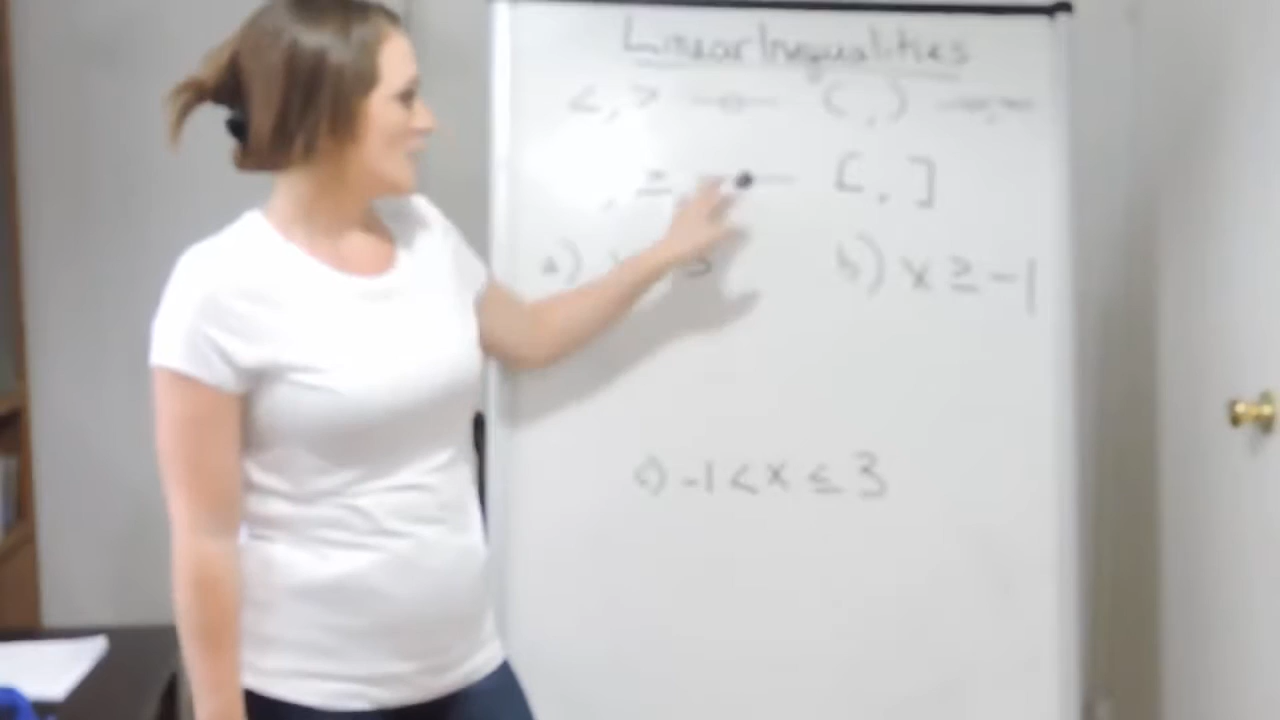 Linear Inequalities
<, > ( , ) -∞, ∞
, ≥ [ , ]
a) b) x ≥ -1
c) -1 < x ≤ 3